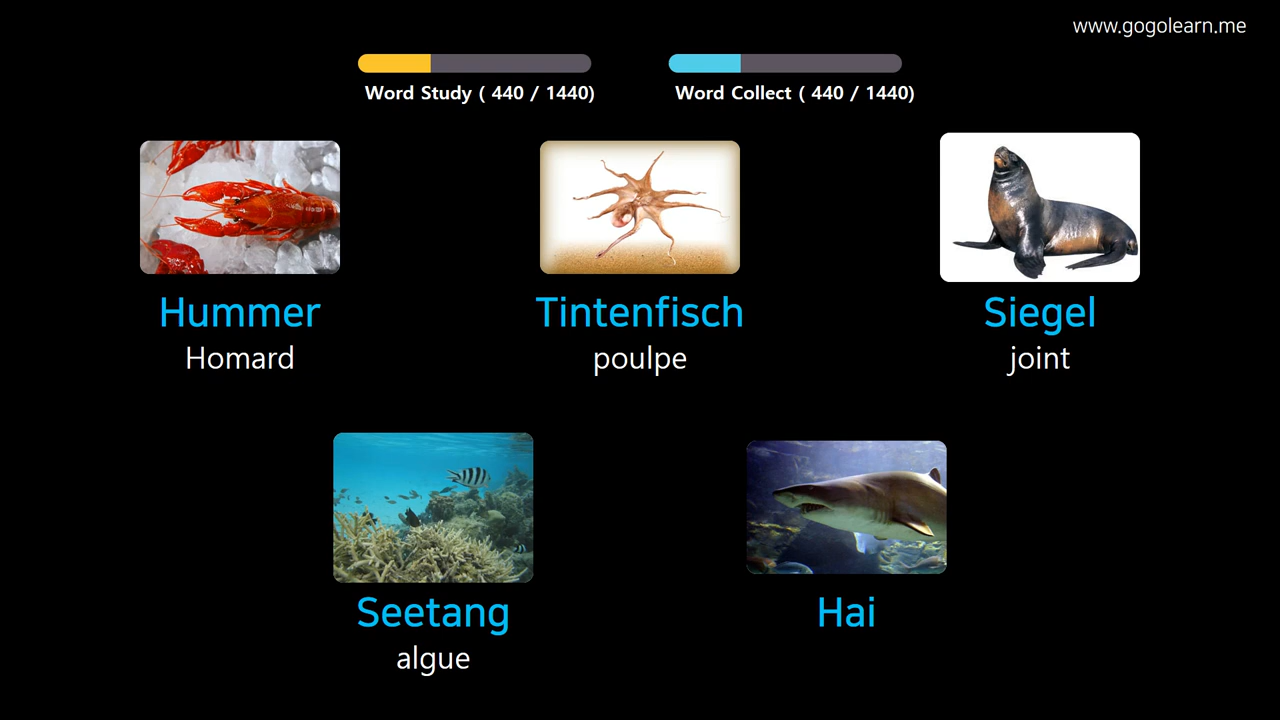 www.gogolearn.me
Word Study ( 440 / 1440)
Word Collect ( 440 / 1440)
Hummer
Homard
Tintenfisch
poulpe
Siegel
joint
Seetang
algue
Hai